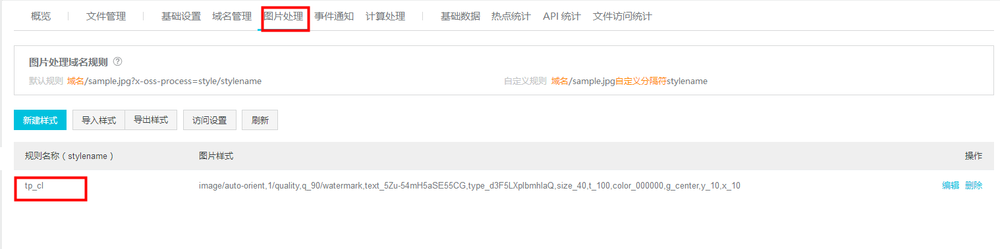 概览 文件管理 基础设置 域名管理 图片处理 事件通知 计算处理 基础数据 热点统计 API 统计 文件访问统计
图片处理域名规则 ?
默认规则 域名/sample.jpg?x-oss-process=style/stylename 自定义规则 域名/sample.jpg自定义分隔符stylename
新建样式 导入样式 导出样式 访问设置 刷新
规则名称（stylename） 图片样式 操作
tp_cl image/auto-orient,1/quality,q_90/watermark,text_5Zu-54mH5aSE55CG,type_d3F5LXplbmhlaQ,size_40,t_100,color_000000,g_center,y_10,x_10 编辑 删除